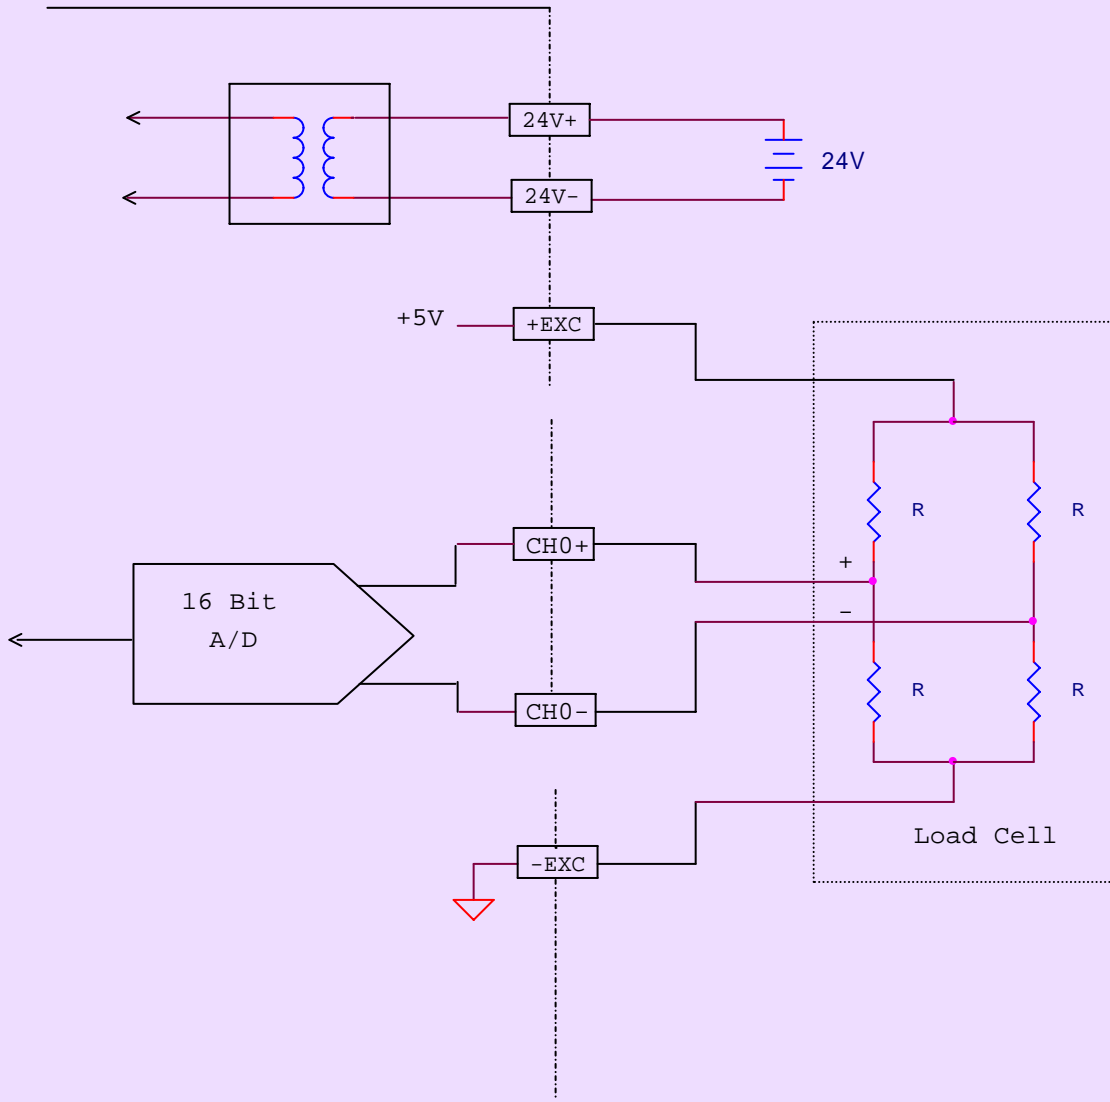 24V+
24V
24V-
+5V
+EXC
R R
CH0+
+
16 Bit
A/D
-
R R
CH0-
Load Cell
-EXC